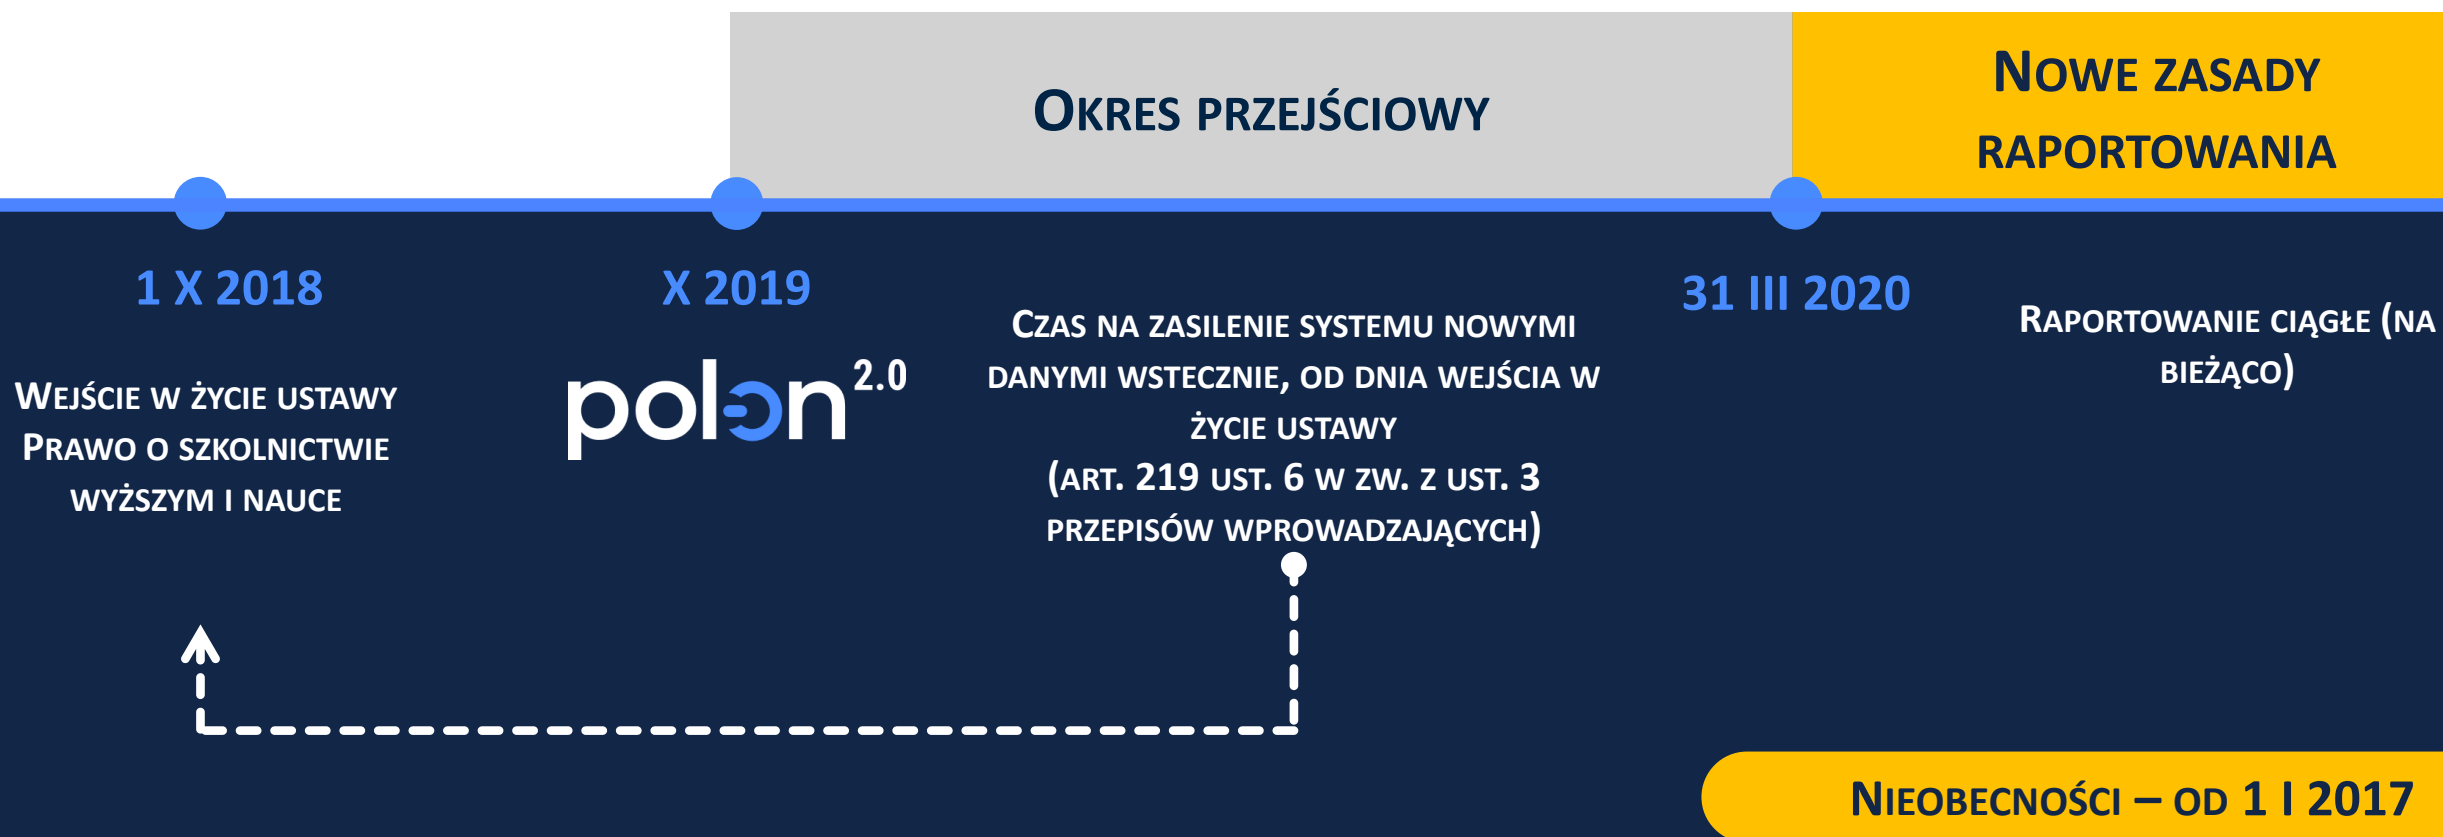 Okres przejściowy
Nowe zasady
raportowania
1 X 2018
X 2019
31 III 2020
Wejście w życie ustawy
Prawo o szkolnictwie
wyższym i nauce
polon 2.0
Czas na zasilenie systemu nowymi
danymi wstecznie, od dnia wejścia w
życie ustawy
(art. 219 ust. 6 w zw. z ust. 3
przepisów wprowadzających)
Raportowanie ciągłe (na
bieżąco)
Nieobecności – od 1 I 2017